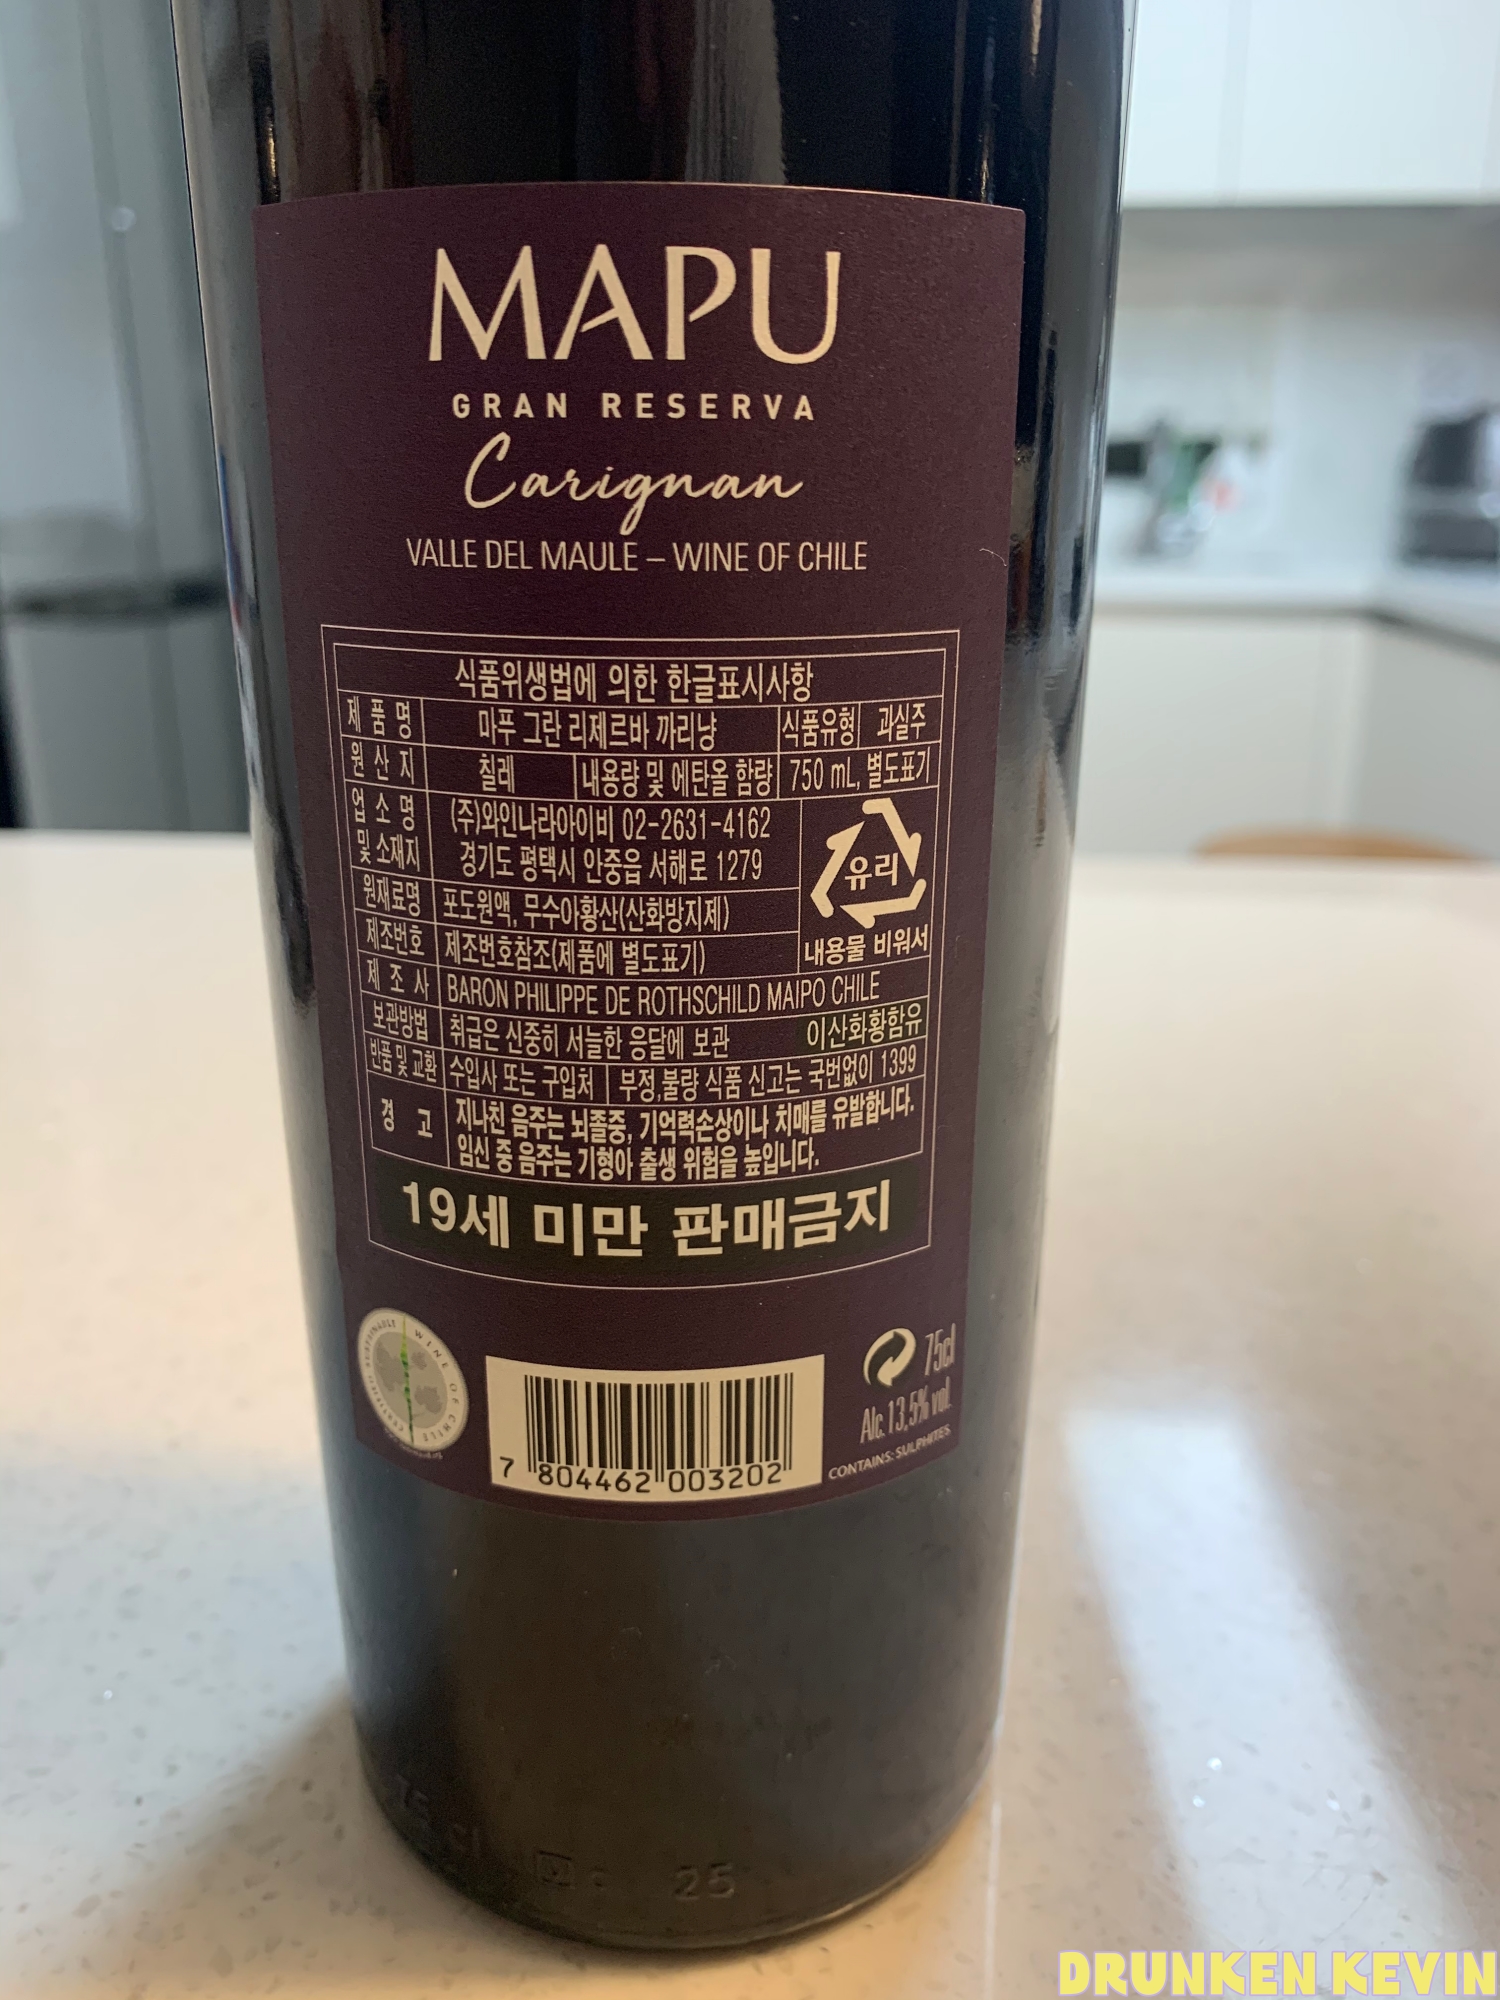 MAPU
GRAN RESERVA
Carignan
VALLE DEL MAULE – WINE OF CHILE
식품위생법에 의한 한글표시사항
제 품 명 마푸 그란 리제르바 까리냥 식품유형 과실주
원 산 지 칠레 내용량 및 에탄올 함량 750 mL, 별도표기
업 소 명 (주)와인나라아이비 02-2631-4162
및 소재지 경기도 평택시 안중읍 서해로 1279
유리
원재료명 포도원액, 무수아황산(산화방지제)
내용물 비워서
제조번호 제조번호참조(제품에 별도표기)
제 조 사 BARON PHILIPPE DE ROTHSCHILD MAIPO CHILE
보관방법 취급은 신중히 서늘한 응달에 보관 이산화황함유
반품 및 교환 수입사 또는 구입처 부정,불량 식품 신고는 국번없이 1399
경 고 지나친 음주는 뇌졸중, 기억력손상이나 치매를 유발합니다.
임신 중 음주는 기형아 출생 위험을 높입니다.
19세 미만 판매금지
CERTIFIED SUSTAINABLE WINE OF CHILE
75cl
Alc. 13,5% vol.
CONTAINS: SULPHITES
7 804462 003202
75 cl
25
DRUNKEN KEVIN